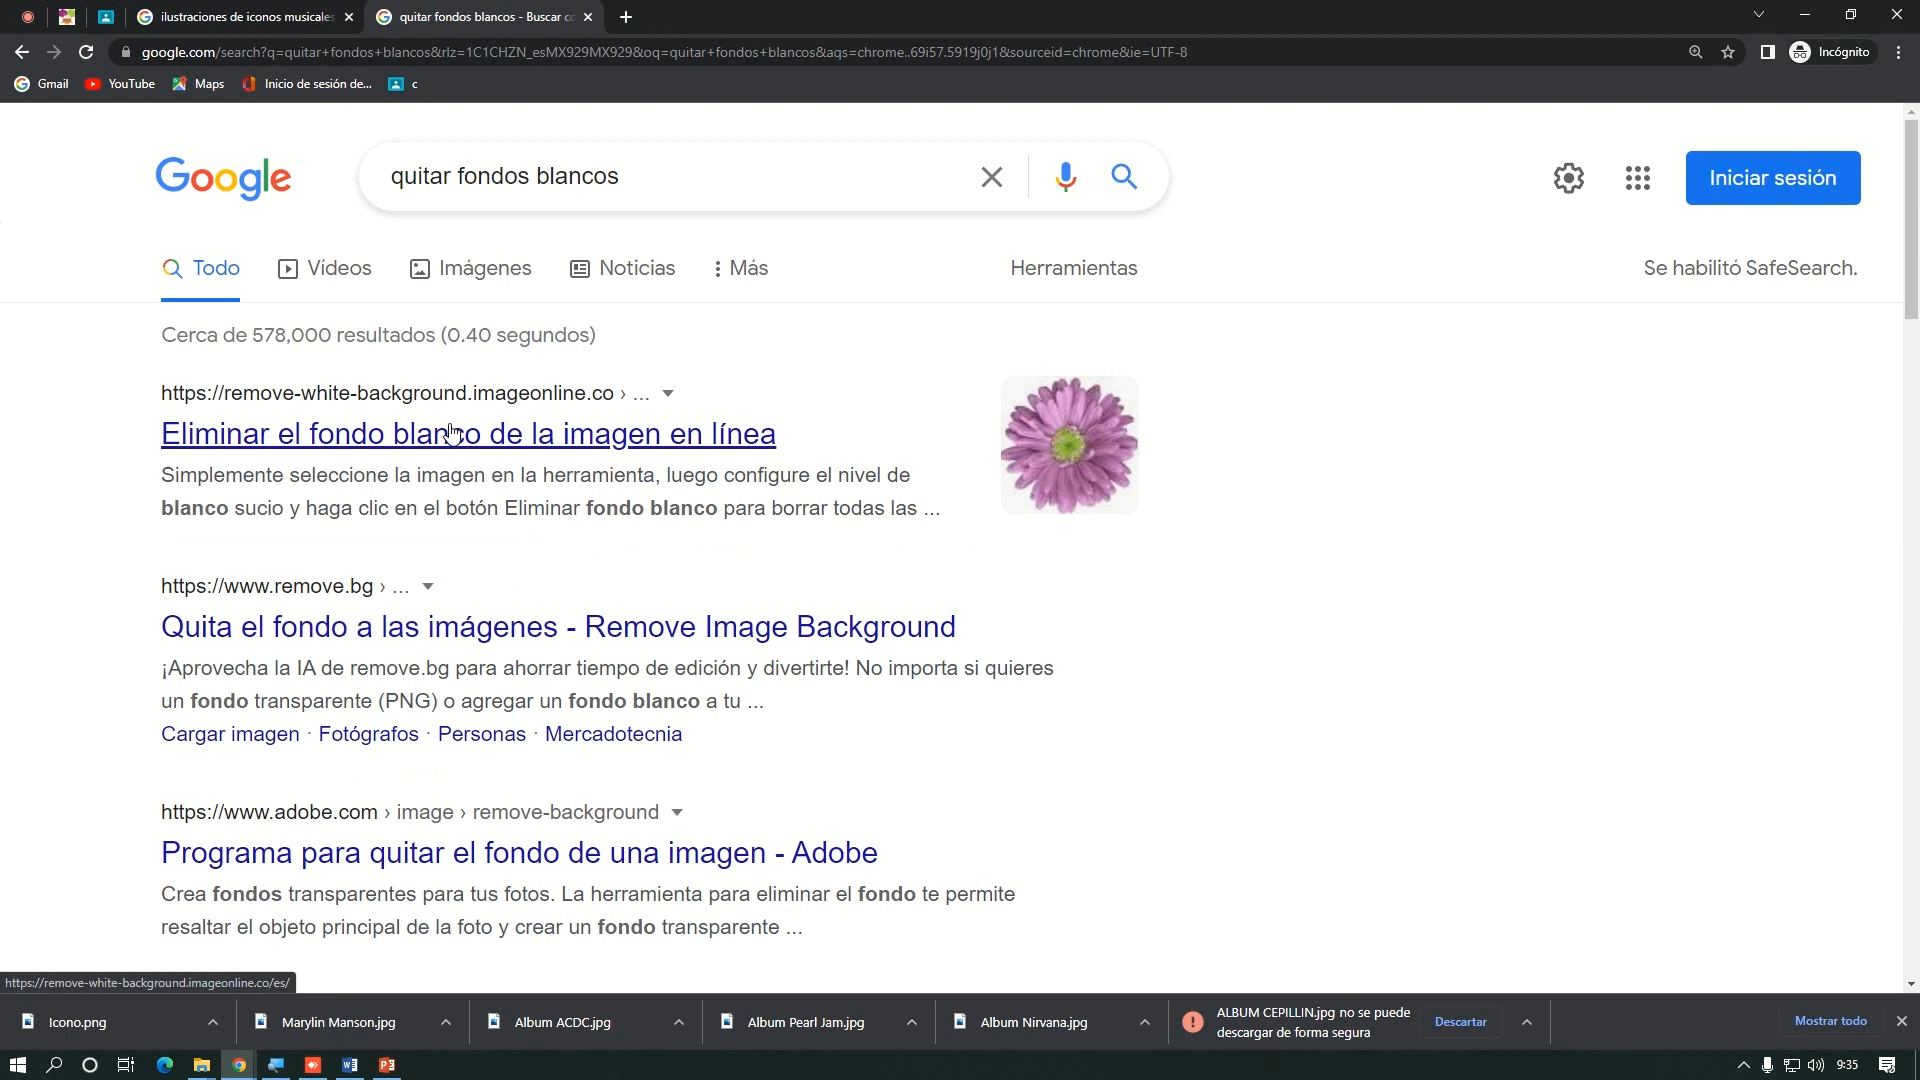 ilustraciones de iconos musicales
quitar fondos blancos - Buscar co
google.com/search?q=quitar+fondos+blancos&rlz=1C1CHZN_esMX929MX929&oq=quitar+fondos+blancos&aqs=chrome..69i57.5919j0j1&sourceid=chrome&ie=UTF-8
Incógnito
Gmail
YouTube
Maps
Inicio de sesión de...
c
Google
quitar fondos blancos
Iniciar sesión
Todo
Vídeos
Imágenes
Noticias
Más
Herramientas
Se habilitó SafeSearch.
Cerca de 578,000 resultados (0.40 segundos)
https://remove-white-background.imageonline.co › ...
Eliminar el fondo blanco de la imagen en línea
Simplemente seleccione la imagen en la herramienta, luego configure el nivel de
blanco sucio y haga clic en el botón Eliminar fondo blanco para borrar todas las ...
https://www.remove.bg › ...
Quita el fondo a las imágenes - Remove Image Background
¡Aprovecha la IA de remove.bg para ahorrar tiempo de edición y divertirte! No importa si quieres
un fondo transparente (PNG) o agregar un fondo blanco a tu ...
Cargar imagen · Fotógrafos · Personas · Mercadotecnia
https://www.adobe.com › image › remove-background
Programa para quitar el fondo de una imagen - Adobe
Crea fondos transparentes para tus fotos. La herramienta para eliminar el fondo te permite
resaltar el objeto principal de la foto y crear un fondo transparente ...
https://remove-white-background.imageonline.co/es/
Icono.png
Marylin Manson.jpg
Album ACDC.jpg
Album Pearl Jam.jpg
Album Nirvana.jpg
ALBUM CEPILLIN.jpg no se puede
descargar de forma segura
Descartar
Mostrar todo
9:35